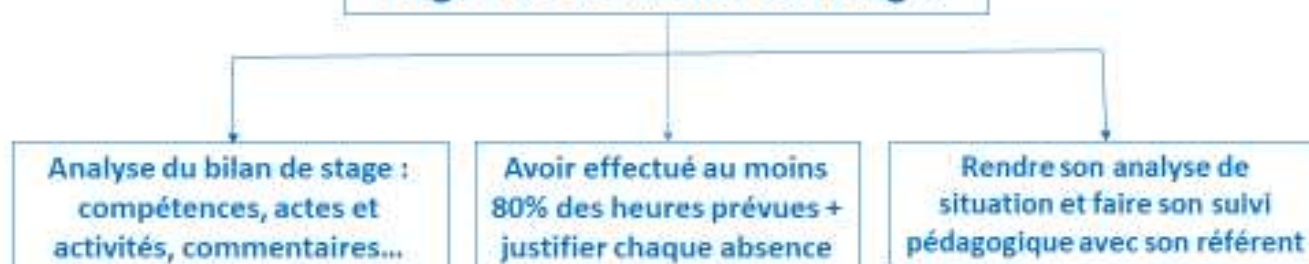 Analyse du bilan de stage :
compétences, actes et
activités, commentaires...
Avoir effectué au moins
80% des heures prévues +
justifier chaque absence
Rendre son analyse de
situation et faire son suivi
pédagogique avec son référent